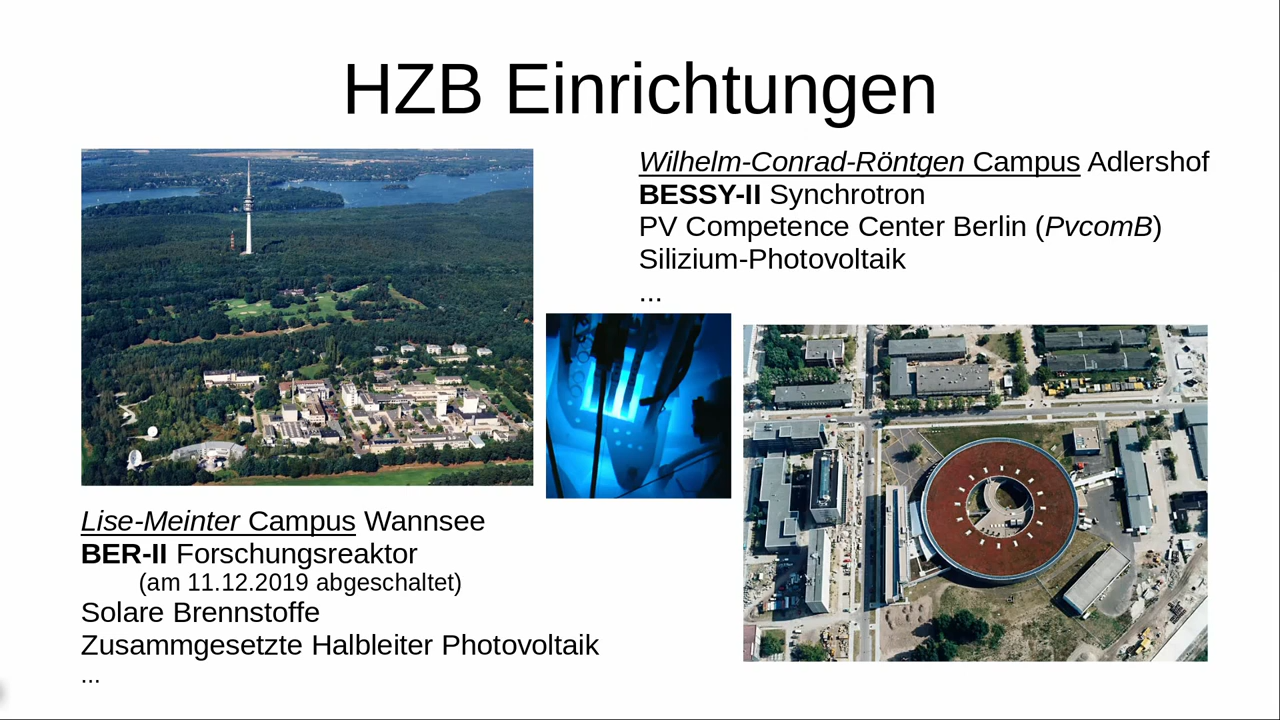 HZB Einrichtungen
Wilhelm-Conrad-Röntgen Campus Adlershof
BESSY-II Synchrotron
PV Competence Center Berlin (PvcomB)
Silizium-Photovoltaik
...
Lise-Meinter Campus Wannsee
BER-II Forschungsreaktor
(am 11.12.2019 abgeschaltet)
Solare Brennstoffe
Zusammgesetzte Halbleiter Photovoltaik
...